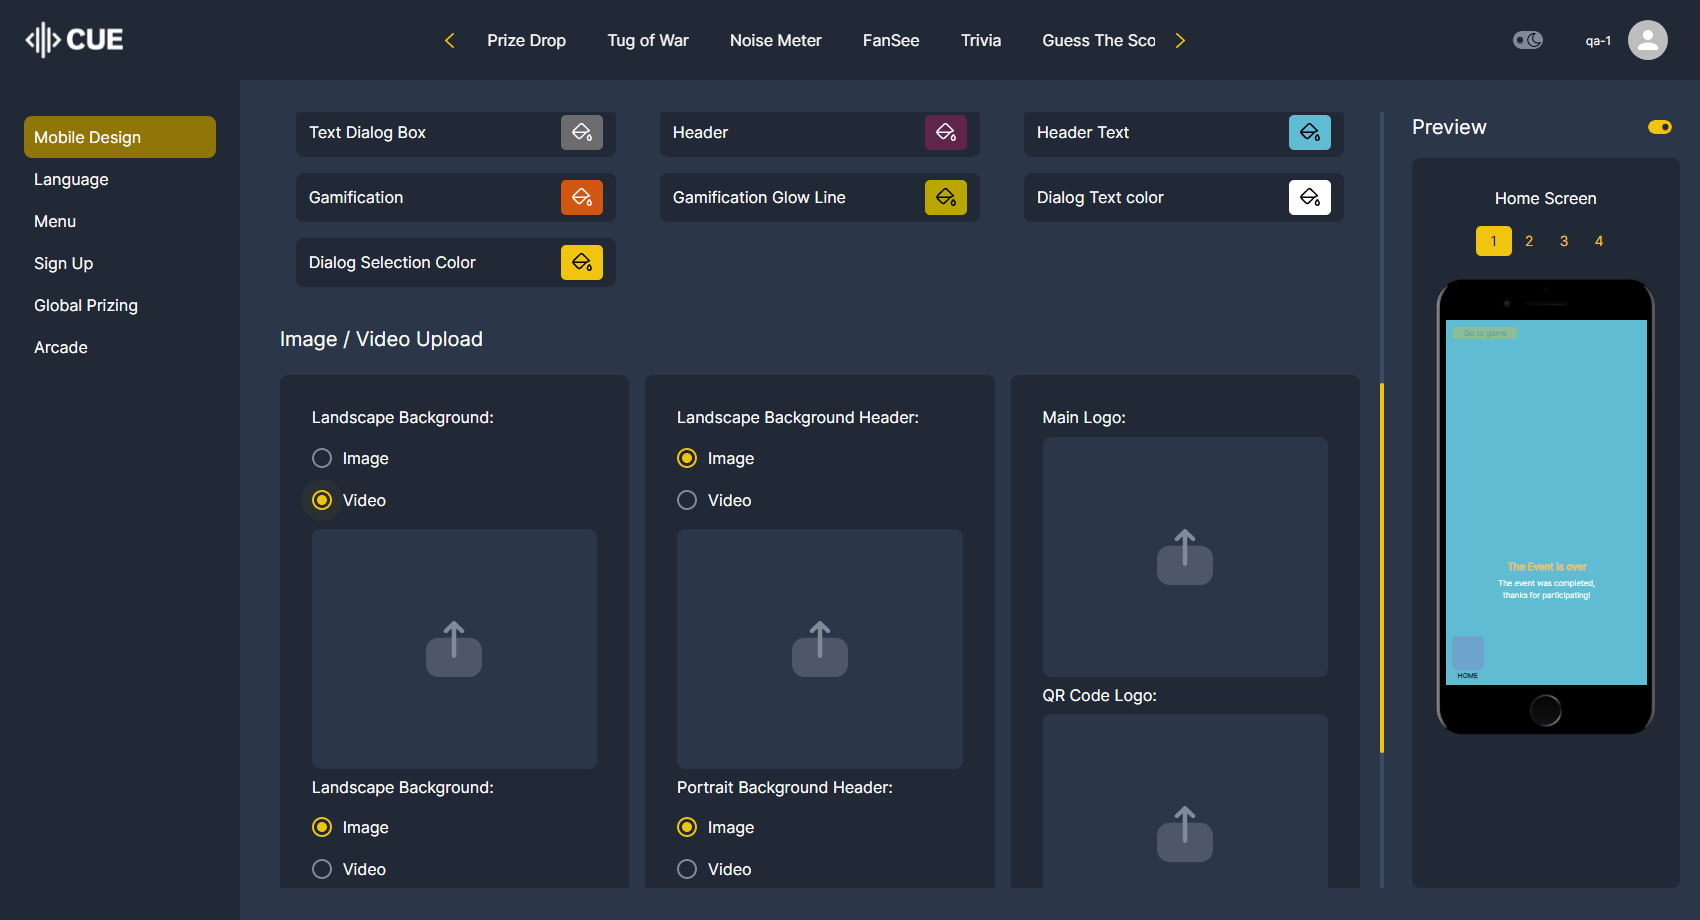 CUE
Prize Drop
Tug of War
Noise Meter
FanSee
Trivia
Guess The Sco
qa-1
Mobile Design
Language
Menu
Sign Up
Global Prizing
Arcade
Text Dialog Box
Header
Header Text
Gamification
Gamification Glow Line
Dialog Text color
Dialog Selection Color
Image / Video Upload
Landscape Background:
Image
Video
Landscape Background:
Image
Video
Landscape Background Header:
Image
Video
Portrait Background Header:
Image
Video
Main Logo:
QR Code Logo:
Preview
Home Screen
1 2 3 4
Go to game
The Event is over
The event was completed,
thanks for participating!
HOME